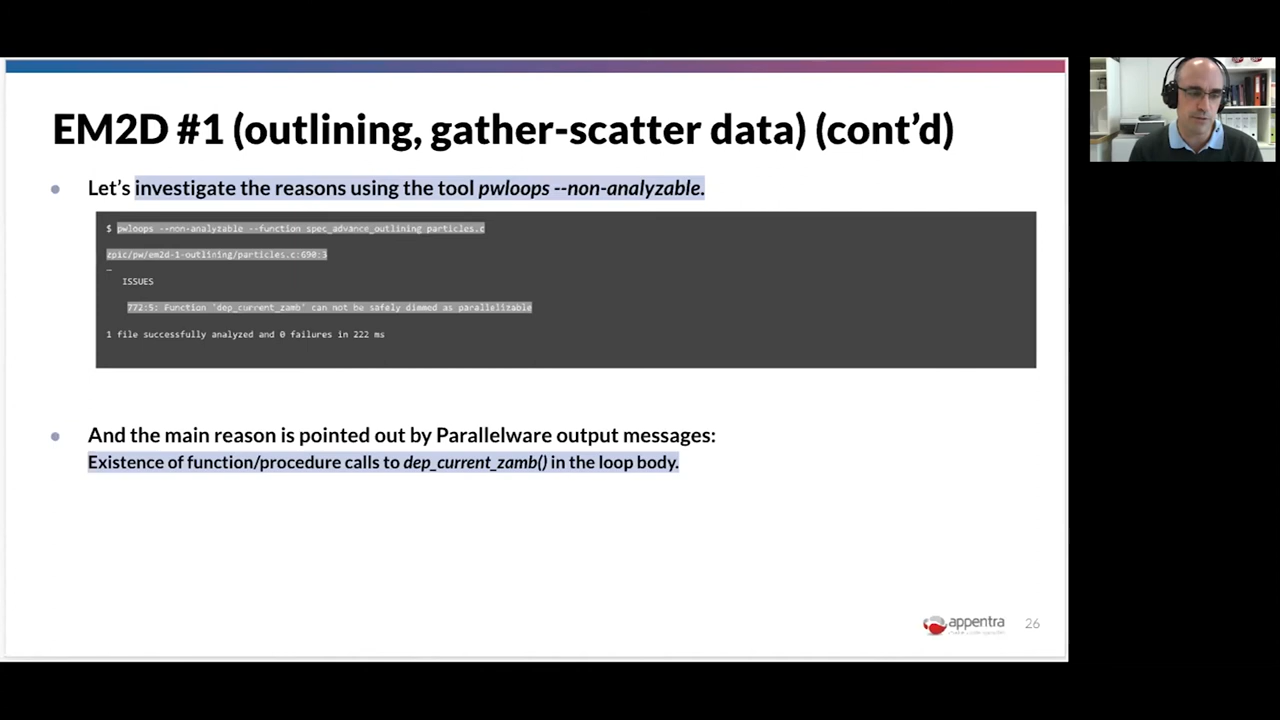 EM2D #1 (outlining, gather-scatter data) (cont’d)
● Let’s investigate the reasons using the tool pwloops --non-analyzable.
$ pwloops --non-analyzable --function spec_advance_outlining particles.c
zpic/pw/em2d-1-outlining/particles.c:690:3
…
ISSUES
772:5: Function 'dep_current_zamb' can not be safely dimmed as parallelizable
1 file successfully analyzed and 0 failures in 222 ms
● And the main reason is pointed out by Parallelware output messages:
Existence of function/procedure calls to dep_current_zamb() in the loop body.
appentra
26